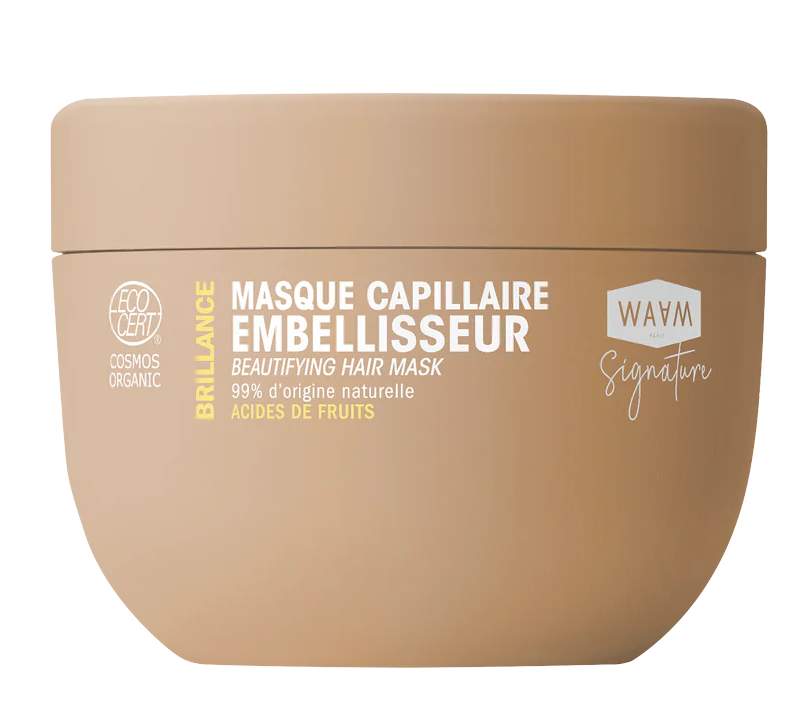 ECO
CERT
®
COSMOS
ORGANIC
BRILLANCE
MASQUE CAPILLAIRE
EMBELLISSEUR
BEAUTIFYING HAIR MASK
99% d'origine naturelle
ACIDES DE FRUITS
WAAM
PARIS
Signature